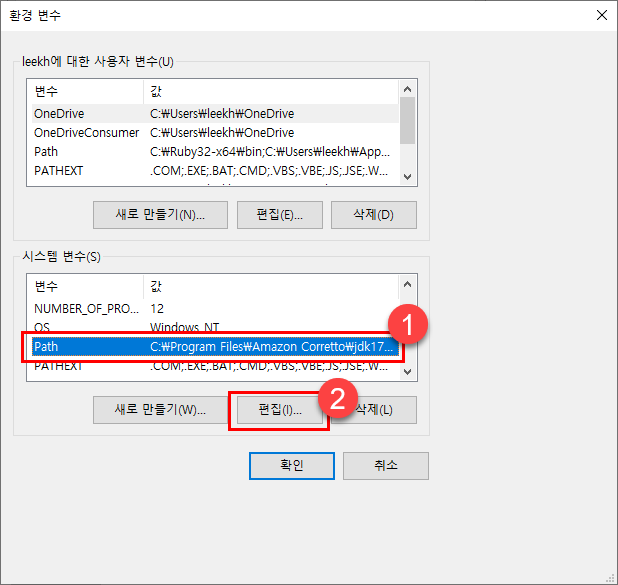 환경 변수
leekh에 대한 사용자 변수(U)
변수 값
OneDrive C:\Users\leekh\OneDrive
OneDriveConsumer C:\Users\leekh\OneDrive
Path C:\Ruby32-x64\bin;C:\Users\leekh\App...
PATHEXT .COM;.EXE;.BAT;.CMD;.VBS;.VBE;.JS;.JSE;.W...
새로 만들기(N)... 편집(E)... 삭제(D)
시스템 변수(S)
변수 값
NUMBER_OF_PRO... 12
OS Windows_NT
Path C:\Program Files\Amazon Corretto\jdk17...
1
PATHEXT .COM;.EXE;.BAT;.CMD;.VBS;.VBE;.JS;.JSE;.W...
새로 만들기(W)... 편집(I)... 2 삭제(L)
확인 취소